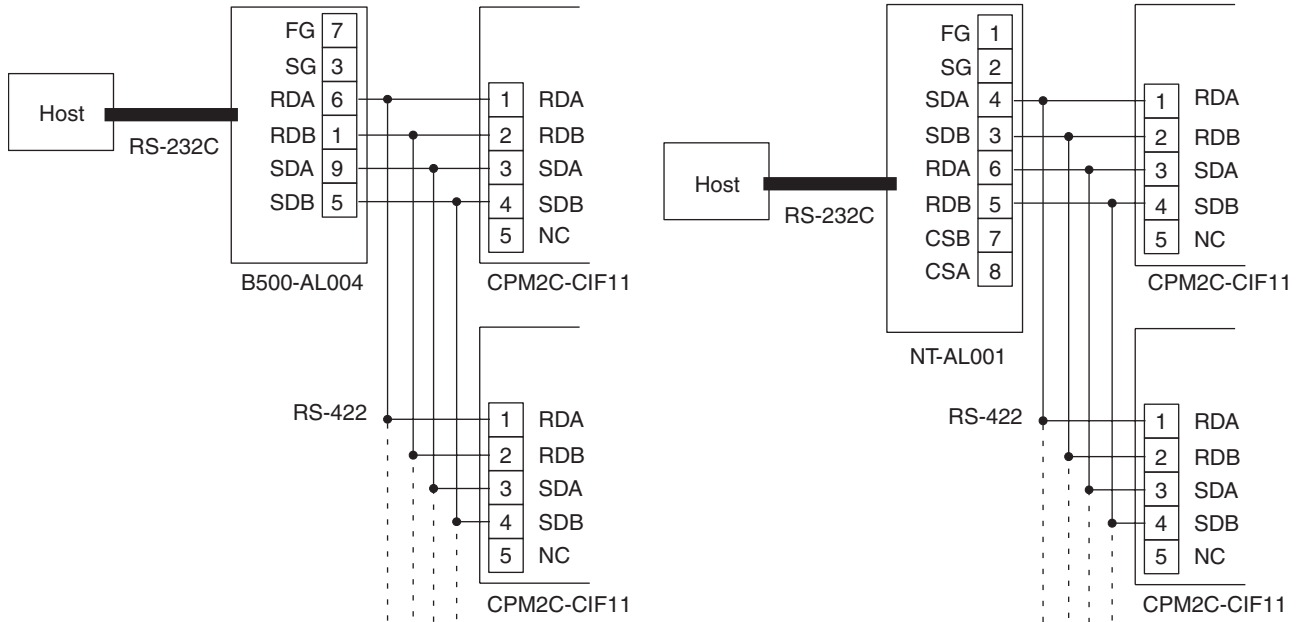 FG 7
SG 3
RDA 6
RDB 1
SDA 9
SDB 5
Host
RS-232C
B500-AL004
1 RDA
2 RDB
3 SDA
4 SDB
5 NC
CPM2C-CIF11
RS-422
1 RDA
2 RDB
3 SDA
4 SDB
5 NC
CPM2C-CIF11
FG 1
SG 2
SDA 4
SDB 3
RDA 6
RDB 5
CSB 7
CSA 8
Host
RS-232C
NT-AL001
1 RDA
2 RDB
3 SDA
4 SDB
5 NC
CPM2C-CIF11
RS-422
1 RDA
2 RDB
3 SDA
4 SDB
5 NC
CPM2C-CIF11